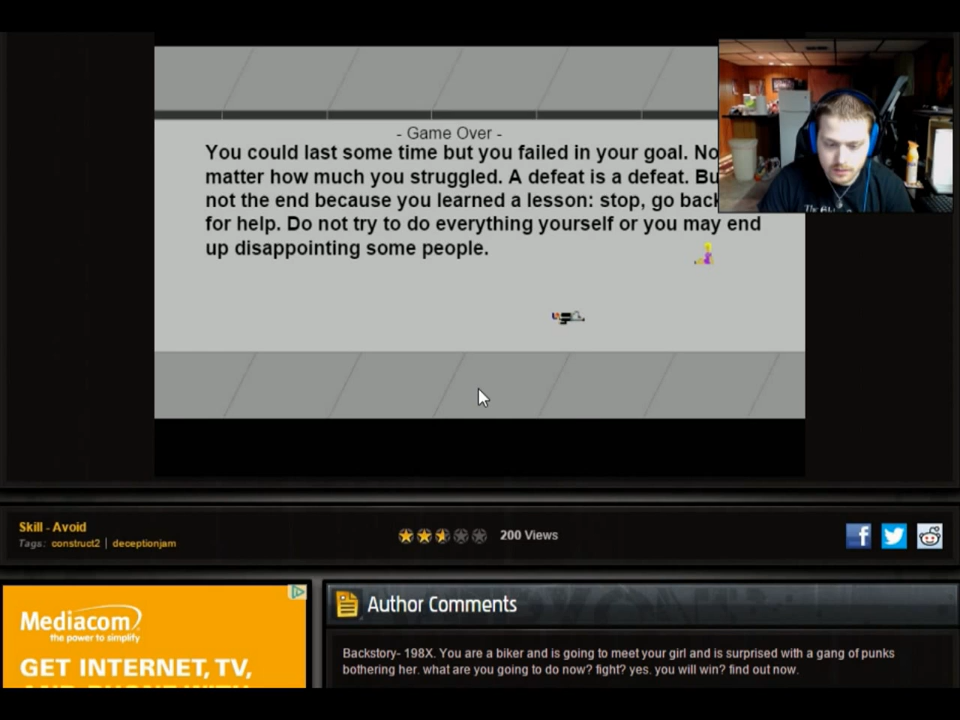 - Game Over -
You could last some time but you failed in your goal. No
matter how much you struggled. A defeat is a defeat.
not the end because you learned a lesson: stop, go back
for help. Do not try to do everything yourself or you may end
up disappointing some people.
Skill - Avoid
Tags: construct2 | deceptionjam
200 Views
Mediacom
the power to simplify
GET INTERNET, TV,
Author Comments
Backstory- 198X. You are a biker and is going to meet your girl and is surprised with a gang of punks
bothering her. what are you going to do now? fight? yes. you will win? find out now.